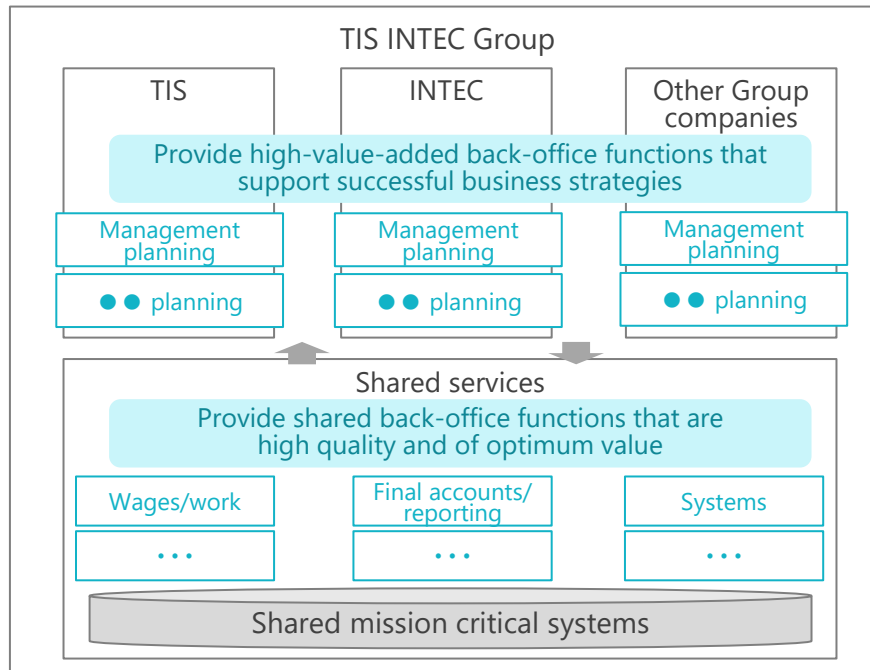 TIS INTEC Group
TIS
INTEC
Other Group
companies
Provide high-value-added back-office functions that
support successful business strategies
Management
planning
Management
planning
Management
planning
●● planning
●● planning
●● planning
Shared services
Provide shared back-office functions that are
high quality and of optimum value
Wages/work
Final accounts/
reporting
Systems
•••
•••
•••
Shared mission critical systems